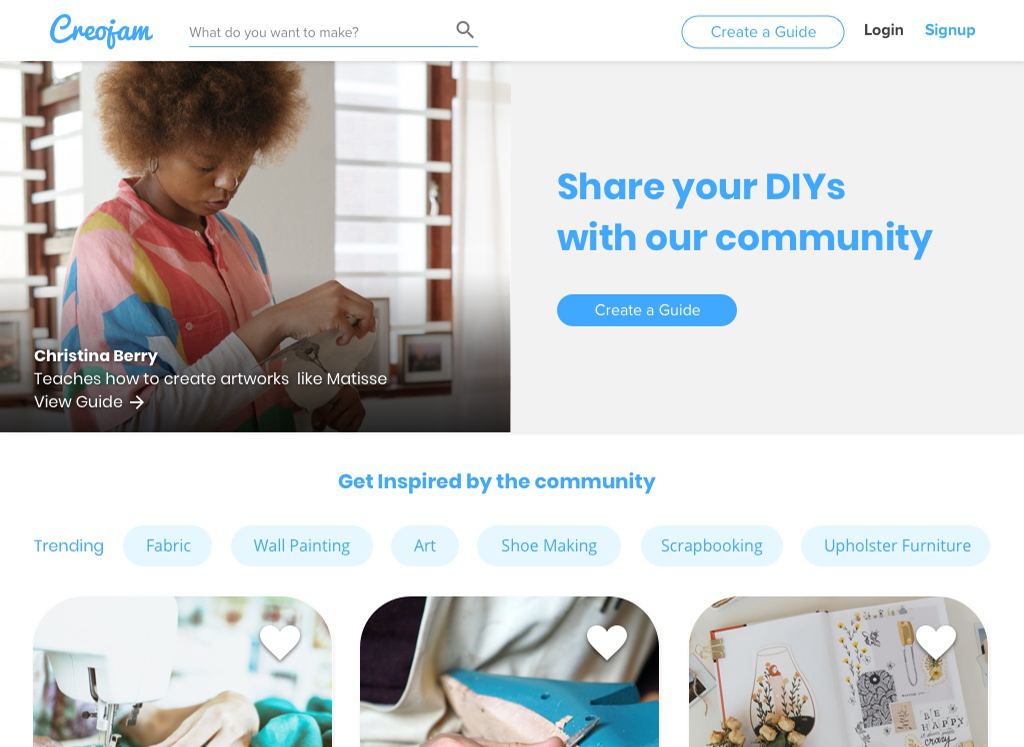 Creojam
What do you want to make?
Create a Guide
Login
Signup
Share your DIYs
with our community
Create a Guide
Christina Berry
Teaches how to create artworks  like Matisse
View Guide →
Get Inspired by the community
Trending
Fabric
Wall Painting
Art
Shoe Making
Scrapbooking
Upholster Furniture
BE
HAPPY
crazy